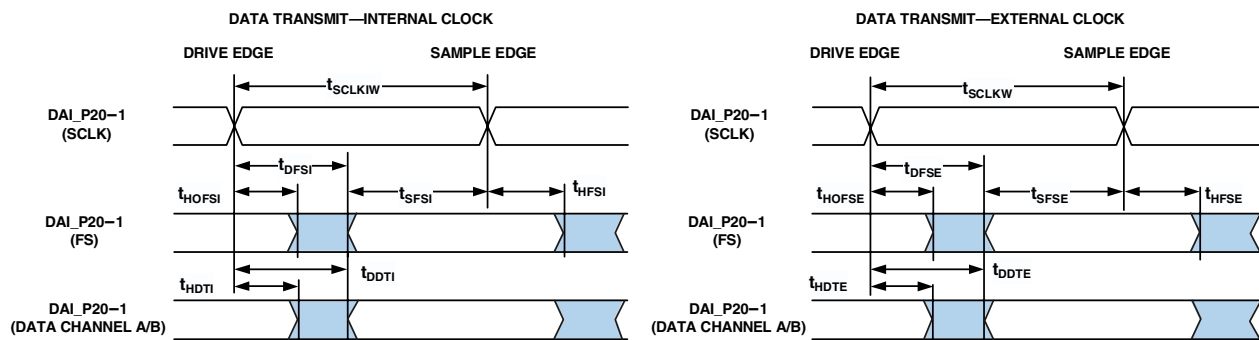 DATA TRANSMIT—INTERNAL CLOCK
DRIVE EDGE
SAMPLE EDGE
tSCLKIW
DAI_P20–1
(SCLK)
tDFSI
tHOFSI
tSFSI
tHFSI
DAI_P20–1
(FS)
tDDTI
tHDTI
DAI_P20–1
(DATA CHANNEL A/B)
DATA TRANSMIT—EXTERNAL CLOCK
DRIVE EDGE
SAMPLE EDGE
tSCLKW
DAI_P20–1
(SCLK)
tDFSE
tHOFSE
tSFSE
tHFSE
DAI_P20–1
(FS)
tDDTE
tHDTE
DAI_P20–1
(DATA CHANNEL A/B)